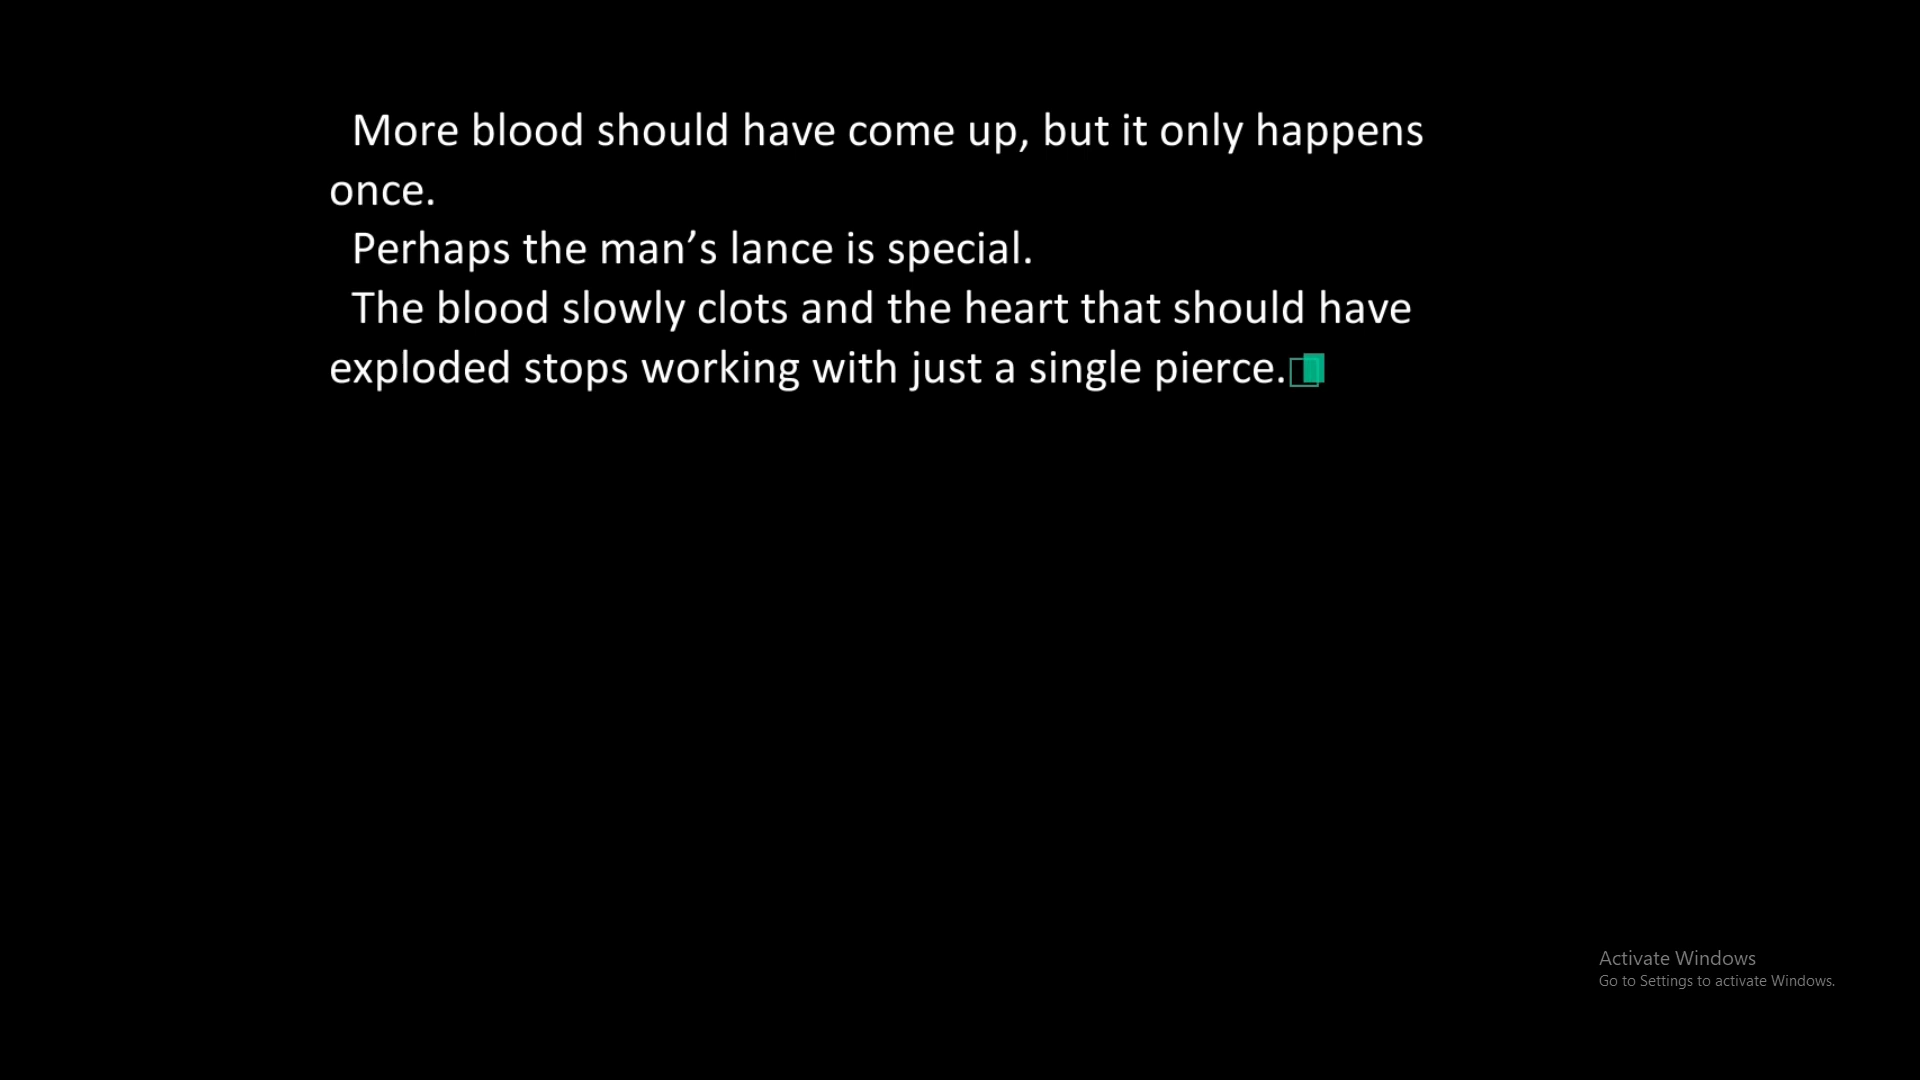 More blood should have come up, but it only happens
once.
Perhaps the man’s lance is special.
The blood slowly clots and the heart that should have
exploded stops working with just a single pierce.
Activate Windows
Go to Settings to activate Windows.